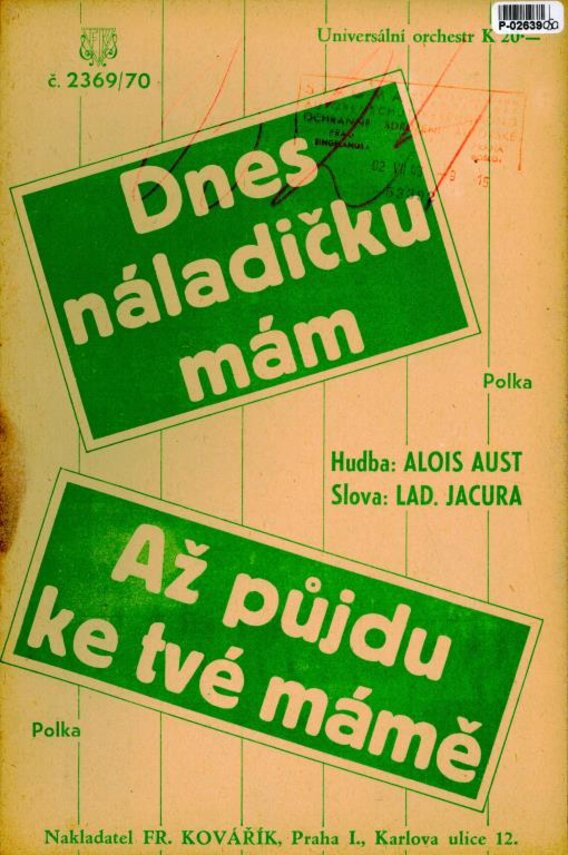 P-02639
Universální orchestr K 20·—
č. 2369/70
Dnes
náladičku
mám
Polka
Hudba: ALOIS AUST
Slova: LAD. JACURA
Až půjdu
ke tvé mámě
Polka
Nakladatel FR. KOVÁŘÍK, Praha I., Karlova ulice 12.